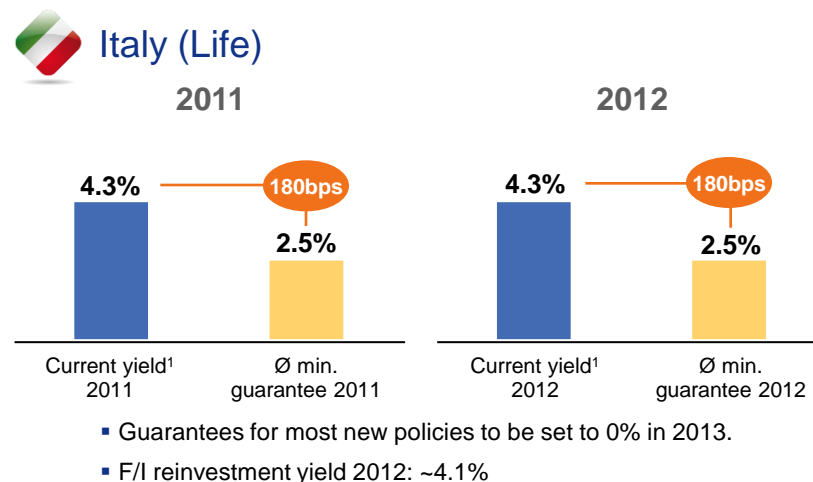 Italy (Life)
2011
2012
4.3%
180bps
2.5%
4.3%
180bps
2.5%
Current yield¹
2011
Ø min.
guarantee 2011
Current yield¹
2012
Ø min.
guarantee 2012
▪ Guarantees for most new policies to be set to 0% in 2013.
▪ F/I reinvestment yield 2012: ~4.1%